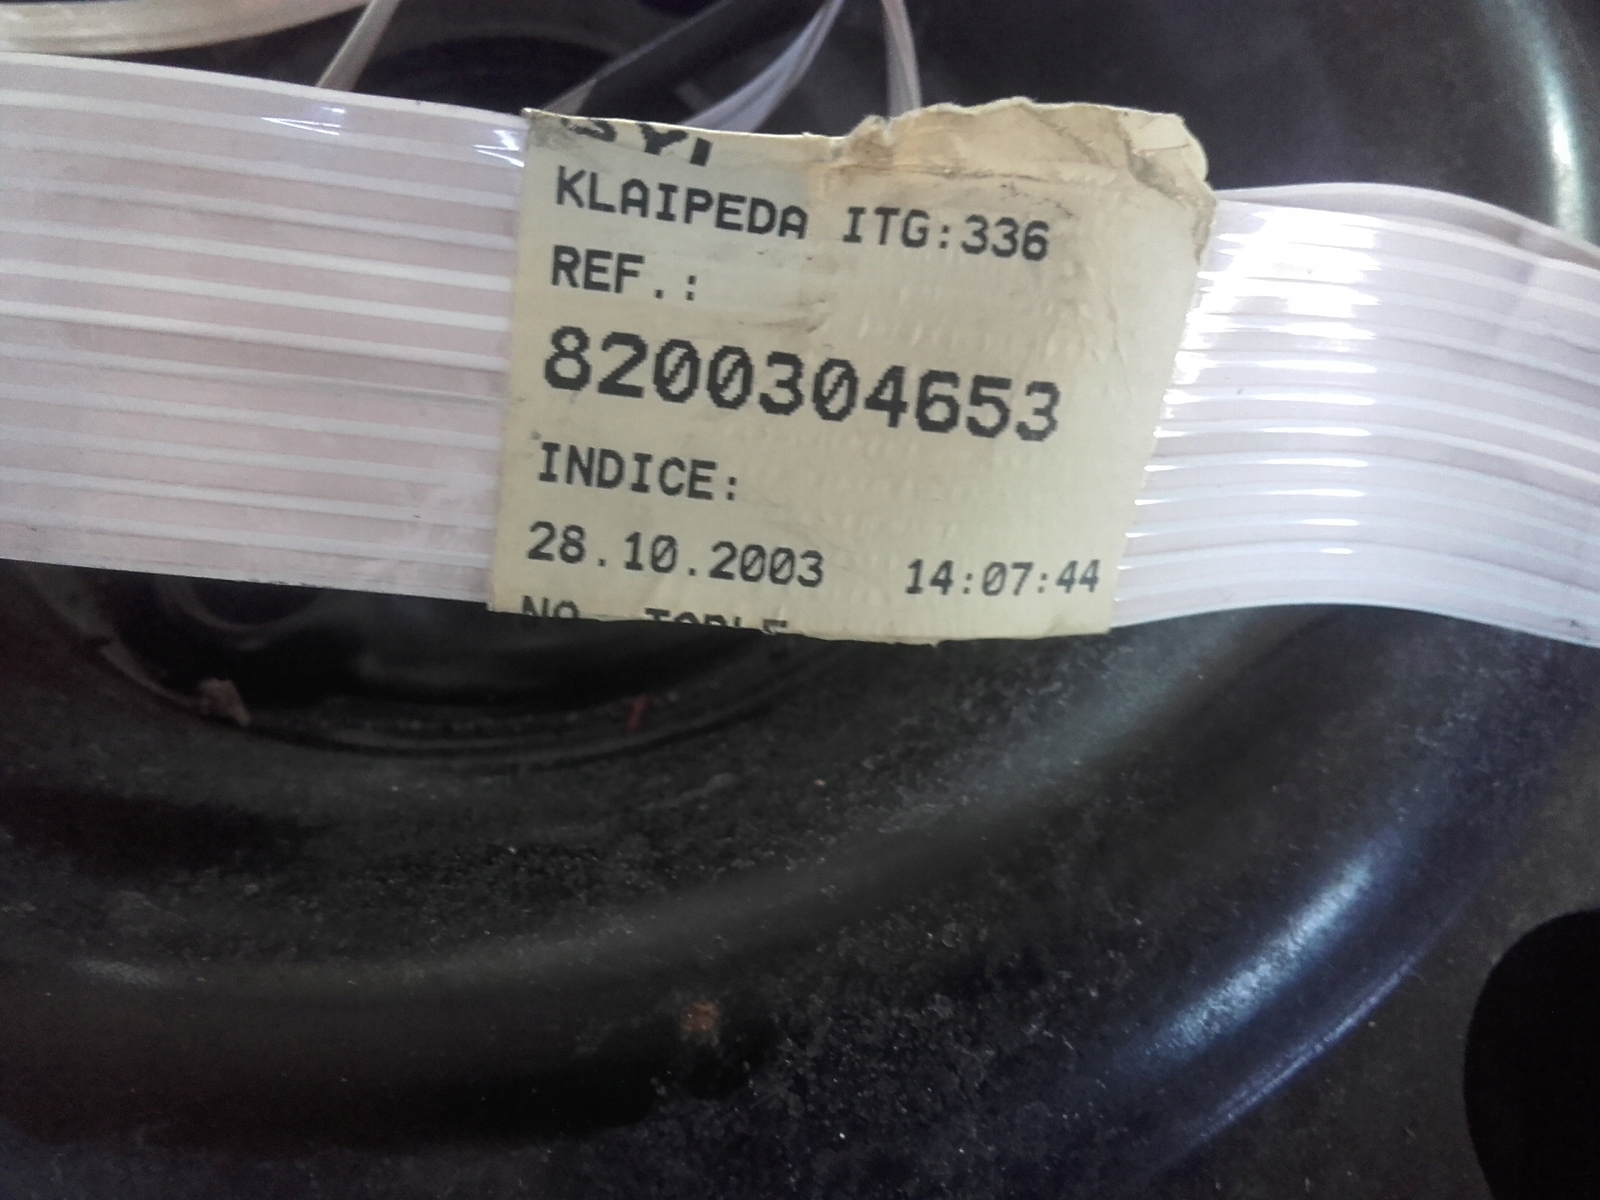 KLAIPEDA ITG:336
REF.:
8200304653
INDICE:
28.10.2003 14:07:44